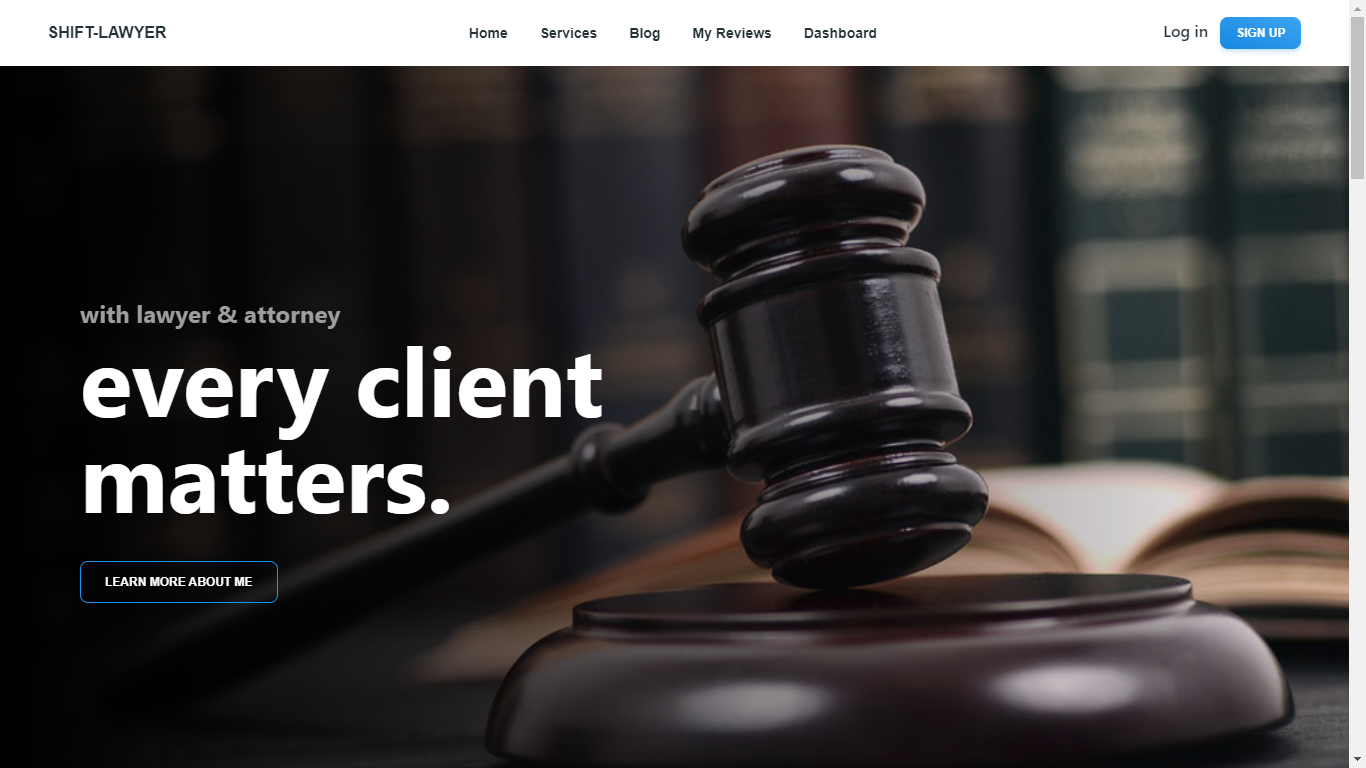 SHIFT-LAWYER
Home
Services
Blog
My Reviews
Dashboard
Log in
SIGN UP
with lawyer & attorney
every client
matters.
LEARN MORE ABOUT ME